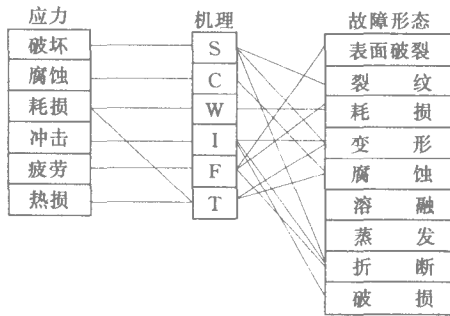 应力
破坏
腐蚀
耗损
冲击
疲劳
热损
机理
S
C
W
I
F
T
故障形态
表面破裂
裂 纹
耗 损
变 形
腐 蚀
溶 融
蒸 发
折 断
破 损